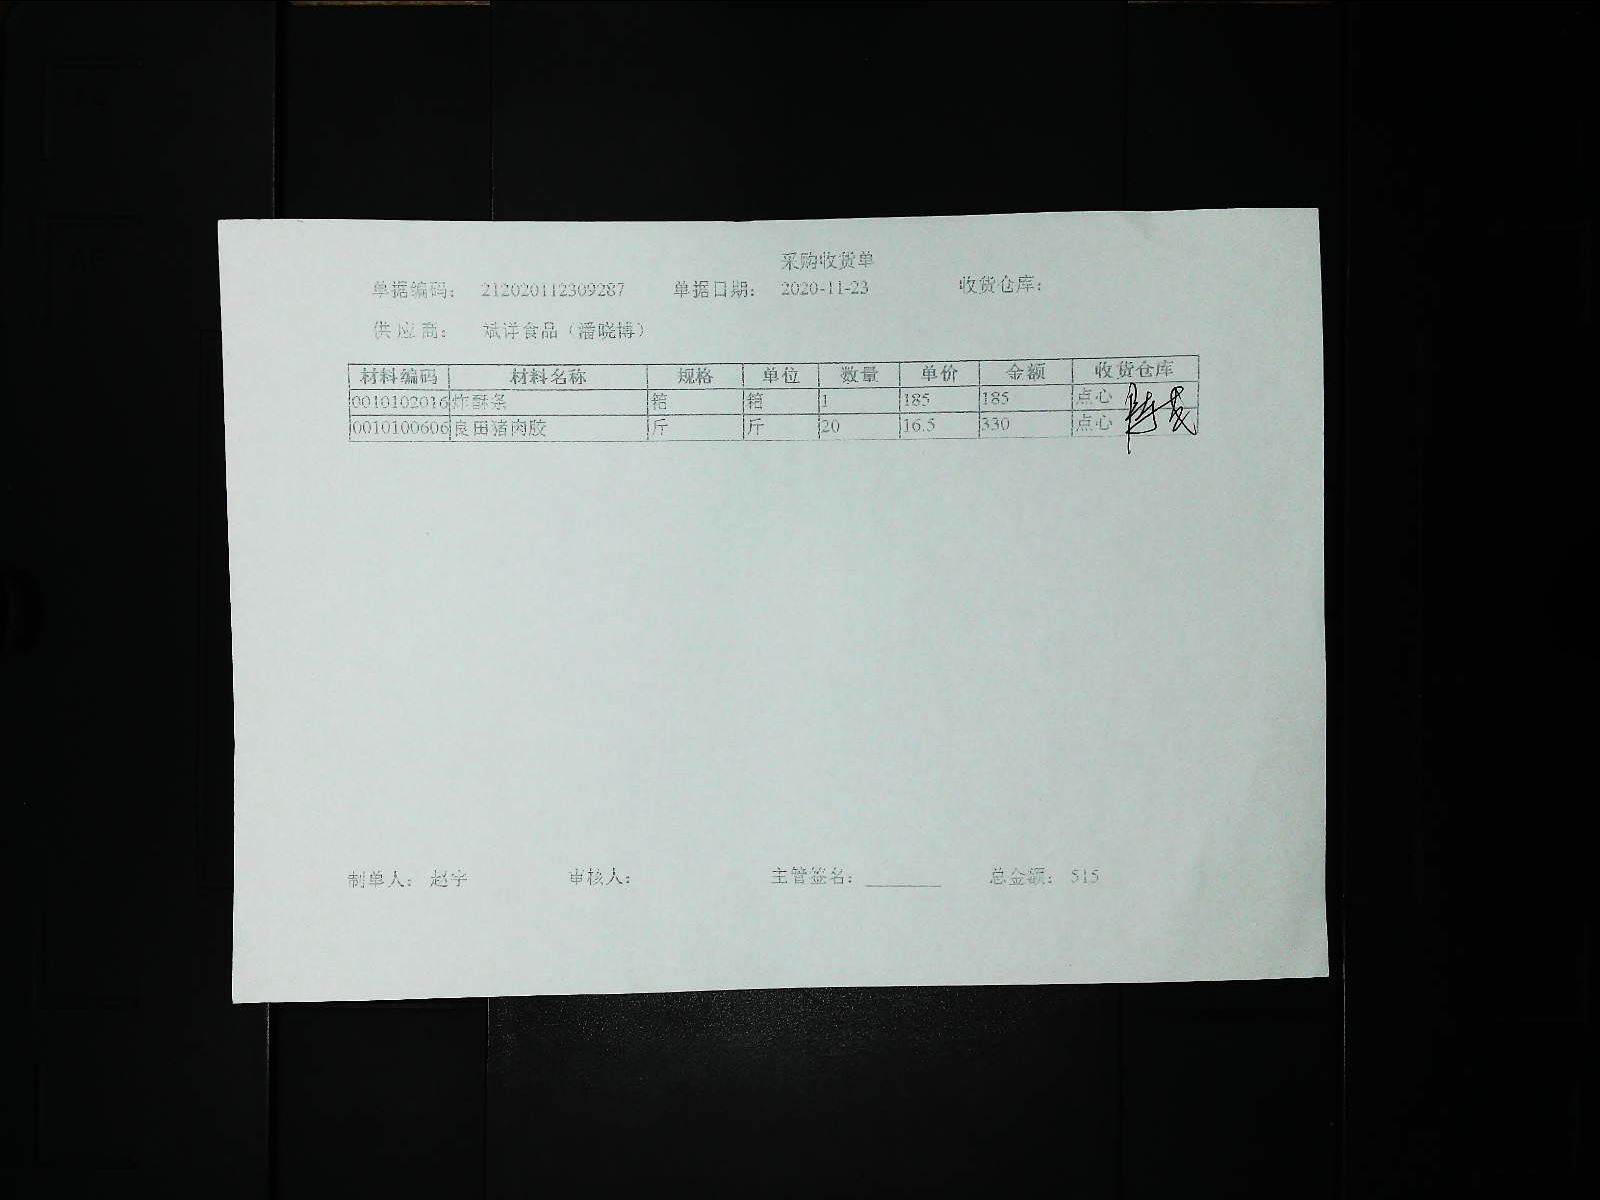 采购收货单
单据编码： 212020112309287 单据日期： 2020-11-23 收货仓库：
供应商： 斌洋食品（潘晓博）
材料编码 材料名称 规格 单位 数量 单价 金额 收货仓库
0010102016 炸酥条 箱 箱 1 185 185 点心
0010100606 良田猪肉胶 斤 斤 20 16.5 330 点心
制单人： 赵宇 审核人： 主管签名： 总金额： 515